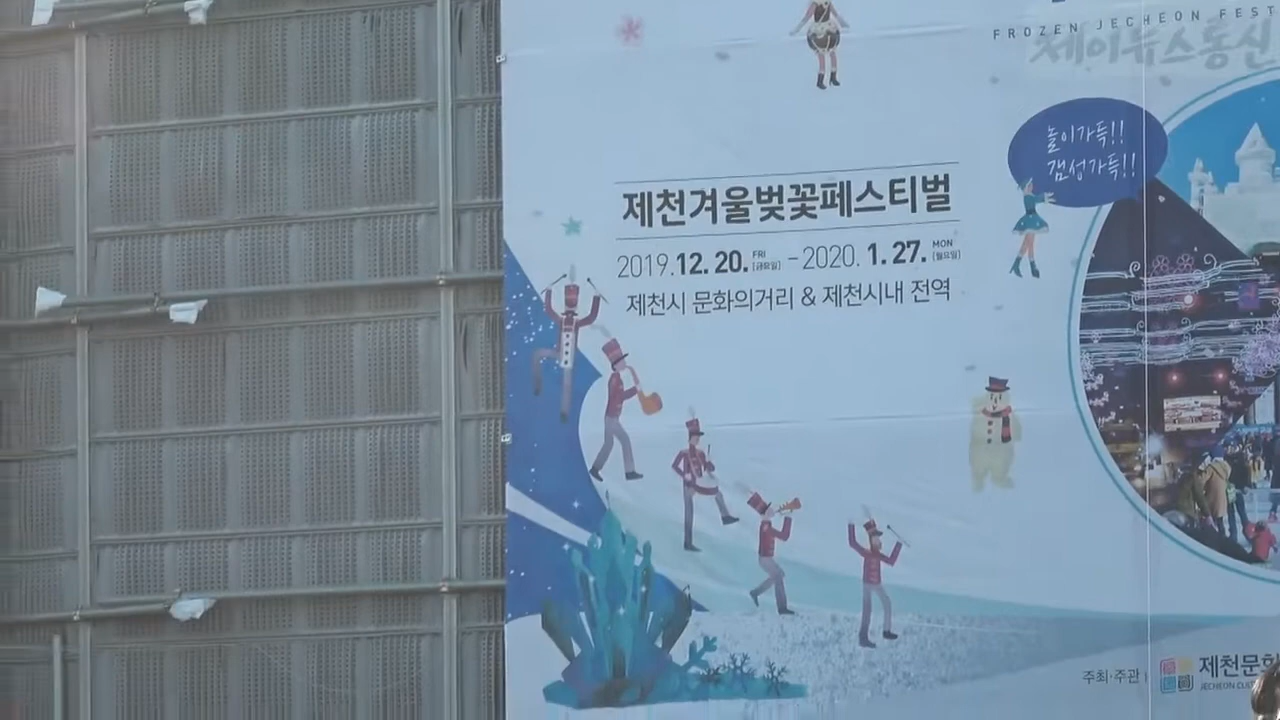 FROZEN JECHEON FEST
제이뉴스통신
놀이가득!!
갬성가득!!
제천겨울벚꽃페스티벌
2019.12.20. FRI [금요일] - 2020. 1. 27. MON [월요일]
제천시 문화의거리 & 제천시내 전역
주최·주관 | 제천문화
JECHEON CUL